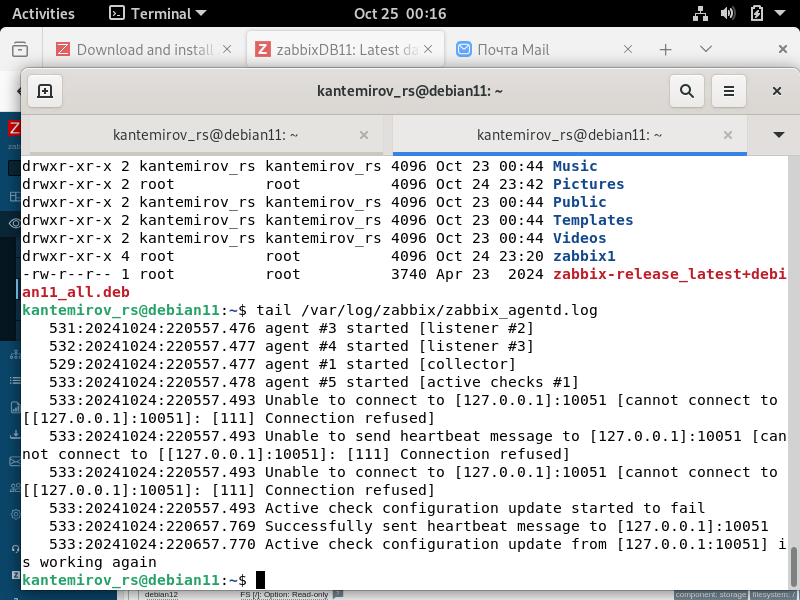 Activities Terminal Oct 25 00:16
Download and install zabbixDB11: Latest da Почта Mail
kantemirov_rs@debian11: ~
kantemirov_rs@debian11: ~ kantemirov_rs@debian11: ~
drwxr-xr-x 2 kantemirov_rs kantemirov_rs 4096 Oct 23 00:44 Music
drwxr-xr-x 2 root root 4096 Oct 24 23:42 Pictures
drwxr-xr-x 2 kantemirov_rs kantemirov_rs 4096 Oct 23 00:44 Public
drwxr-xr-x 2 kantemirov_rs kantemirov_rs 4096 Oct 23 00:44 Templates
drwxr-xr-x 2 kantemirov_rs kantemirov_rs 4096 Oct 23 00:44 Videos
drwxr-xr-x 4 root root 4096 Oct 24 23:20 zabbix1
-rw-r--r-- 1 root root 3740 Apr 23 2024 zabbix-release_latest+debi
an11_all.deb
kantemirov_rs@debian11:~$ tail /var/log/zabbix/zabbix_agentd.log
531:20241024:220557.476 agent #3 started [listener #2]
532:20241024:220557.477 agent #4 started [listener #3]
529:20241024:220557.477 agent #1 started [collector]
533:20241024:220557.478 agent #5 started [active checks #1]
533:20241024:220557.493 Unable to connect to [127.0.0.1]:10051 [cannot connect to
[[127.0.0.1]:10051]: [111] Connection refused]
533:20241024:220557.493 Unable to send heartbeat message to [127.0.0.1]:10051 [can
not connect to [[127.0.0.1]:10051]: [111] Connection refused]
533:20241024:220557.493 Unable to connect to [127.0.0.1]:10051 [cannot connect to
[[127.0.0.1]:10051]: [111] Connection refused]
533:20241024:220557.493 Active check configuration update started to fail
533:20241024:220657.769 Successfully sent heartbeat message to [127.0.0.1]:10051
533:20241024:220657.770 Active check configuration update from [127.0.0.1:10051] i
s working again
kantemirov_rs@debian11:~$
debian12 FS [/]: Option: Read-only component: storage filesystem: /